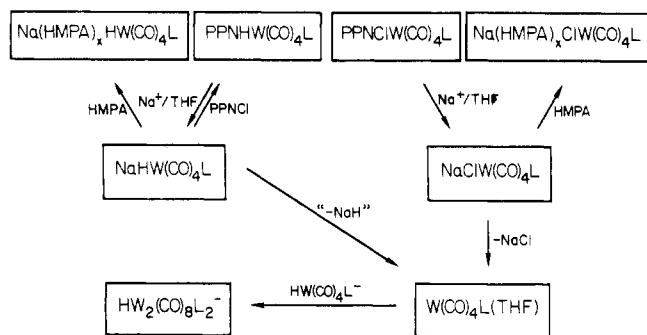 Na(HMPA)ₓHW(CO)₄L PPNHW(CO)₄L PPNClW(CO)₄L Na(HMPA)ₓClW(CO)₄L
HMPA Na⁺/THF PPNCl Na⁺/THF HMPA
NaHW(CO)₄L NaClW(CO)₄L
"-NaH" -NaCl
HW₂(CO)₈L₂⁻ HW(CO)₄L⁻ W(CO)₄L(THF)